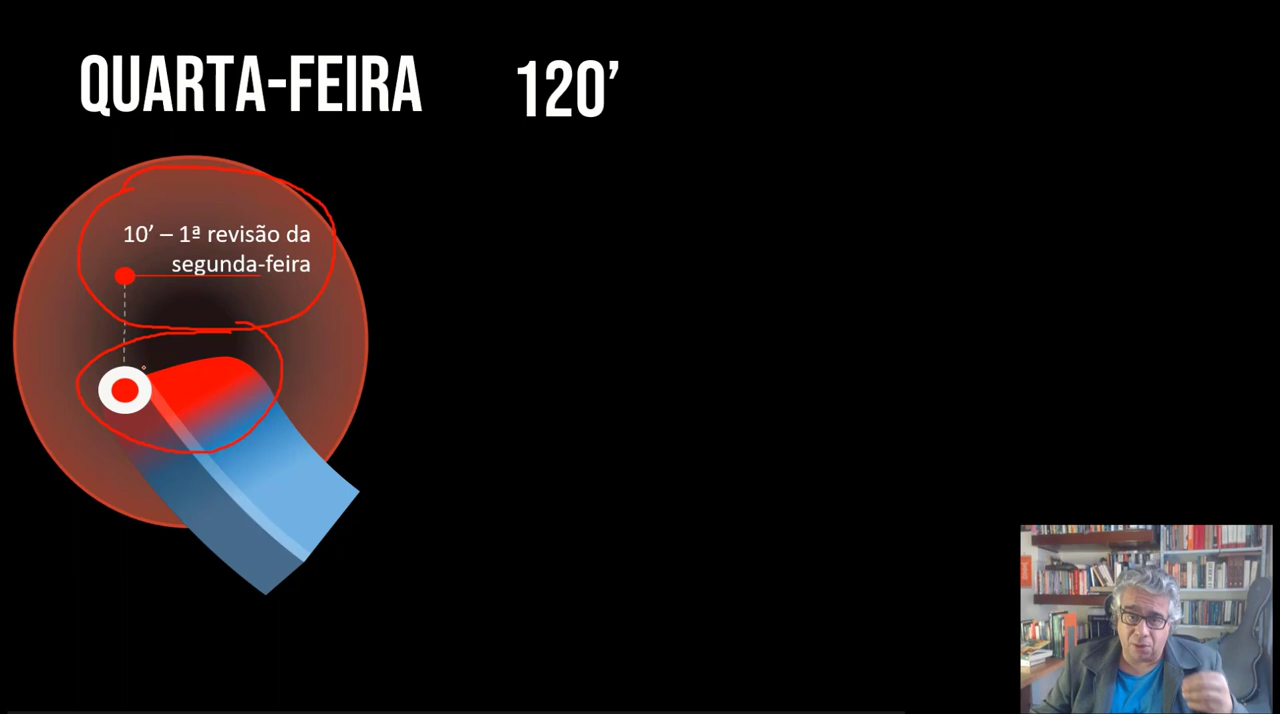 QUARTA-FEIRA 120’
10’ – 1ª revisão da
segunda-feira